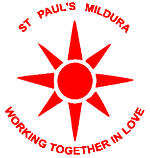 ST PAUL'S MILDURA
WORKING TOGETHER IN LOVE